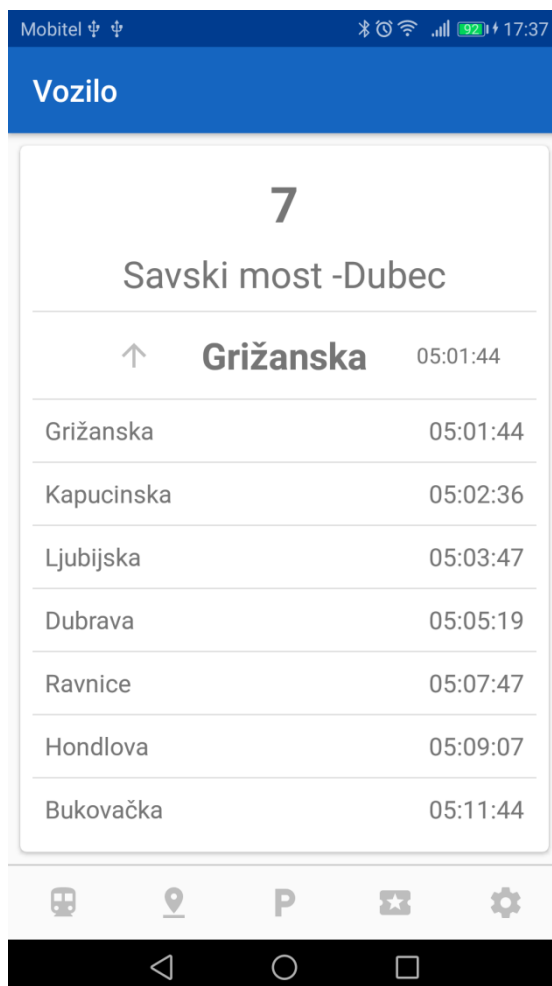 Mobitel 92 17:37
Vozilo
7
Savski most -Dubec
Grižanska 05:01:44
Grižanska 05:01:44
Kapucinska 05:02:36
Ljubijska 05:03:47
Dubrava 05:05:19
Ravnice 05:07:47
Hondlova 05:09:07
Bukovačka 05:11:44
P